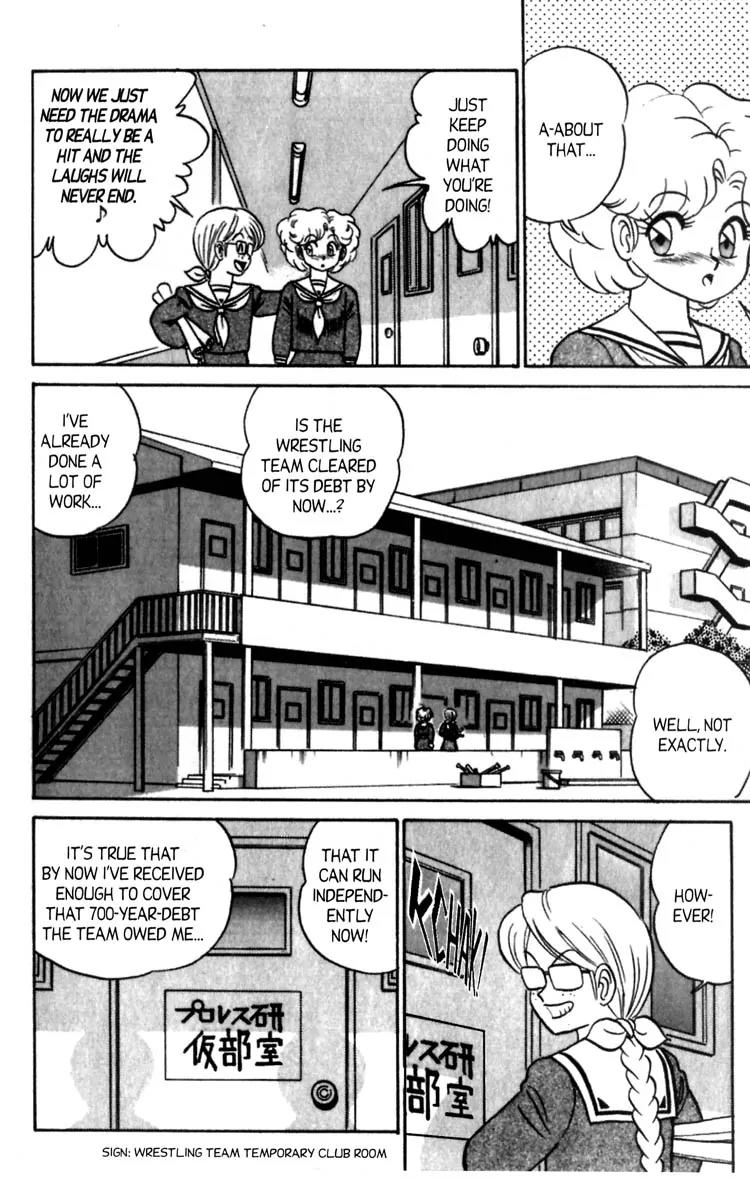 JUST
KEEP
DOING
WHAT
YOU'RE
DOING!
NOW WE JUST
NEED THE DRAMA
TO REALLY BE A
HIT AND THE
LAUGHS WILL
NEVER END.
♪
A-ABOUT
THAT...
IS THE
WRESTLING
TEAM CLEARED
OF ITS DEBT BY
NOW...?
I'VE
ALREADY
DONE A
LOT OF
WORK...
WELL, NOT
EXACTLY.
IT'S TRUE THAT
BY NOW I'VE RECEIVED
ENOUGH TO COVER
THAT 700-YEAR-DEBT
THE TEAM OWED ME...
THAT IT
CAN RUN
INDEPEND-
ENTLY
NOW!
プロレス研
仮部室
SIGN: WRESTLING TEAM TEMPORARY CLUB ROOM
HOW-
EVER!
KCHAK!
レス研
部室